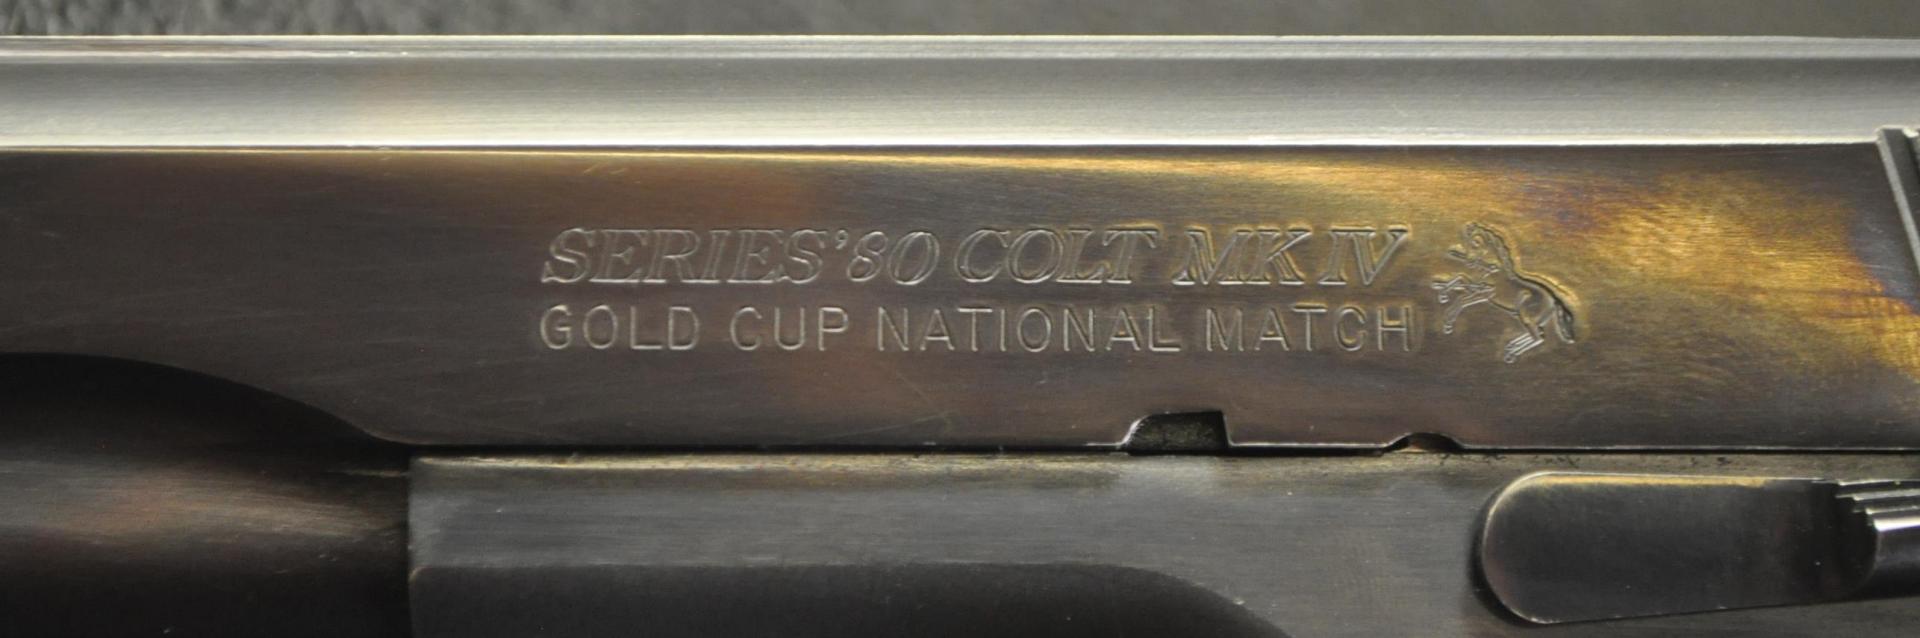 SERIES'80 COLT MK IV
GOLD CUP NATIONAL MATCH